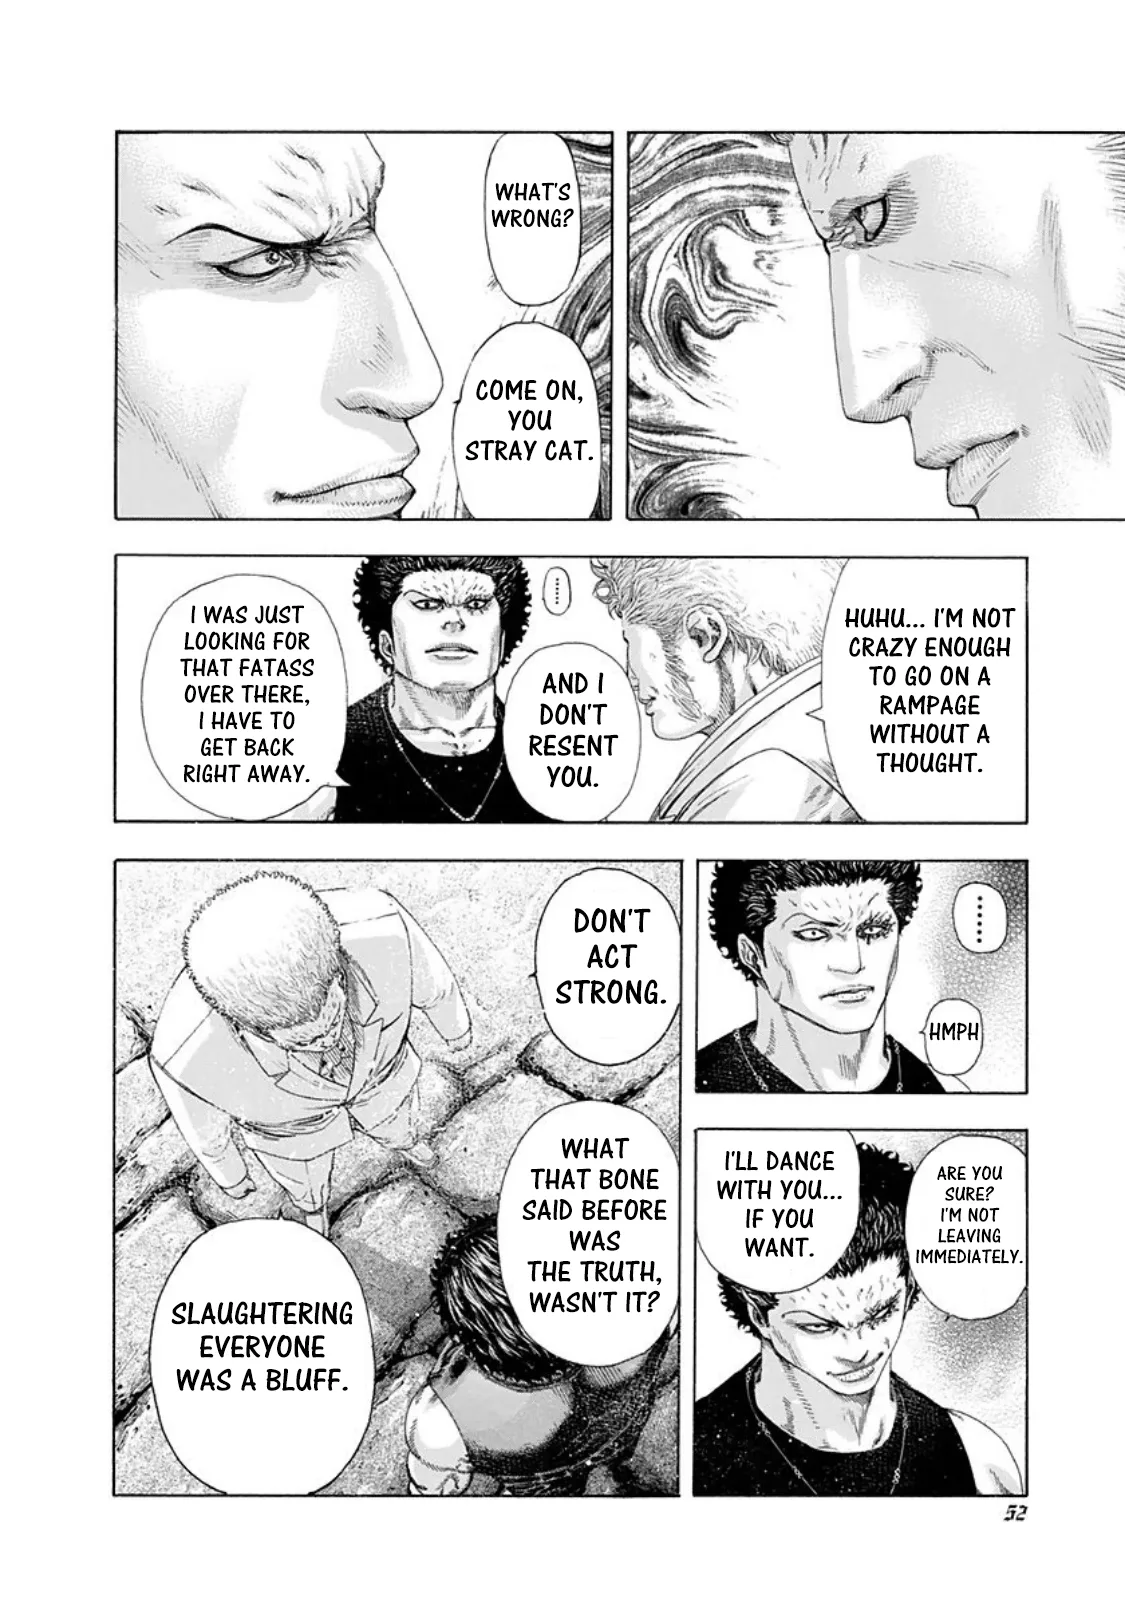 WHAT'S
WRONG?
COME ON,
YOU
STRAY CAT.
HUHU... I'M NOT
CRAZY ENOUGH
TO GO ON A
RAMPAGE
WITHOUT A
THOUGHT.
AND I
DON'T
RESENT
YOU.
......
I WAS JUST
LOOKING FOR
THAT FATASS
OVER THERE,
I HAVE TO
GET BACK
RIGHT AWAY.
......
HMPH
ARE YOU
SURE?
I'M NOT
LEAVING
IMMEDIATELY.
I'LL DANCE
WITH YOU...
IF YOU
WANT.
DON'T
ACT
STRONG.
WHAT
THAT BONE
SAID BEFORE
WAS
THE TRUTH,
WASN'T IT?
SLAUGHTERING
EVERYONE
WAS A BLUFF.
52